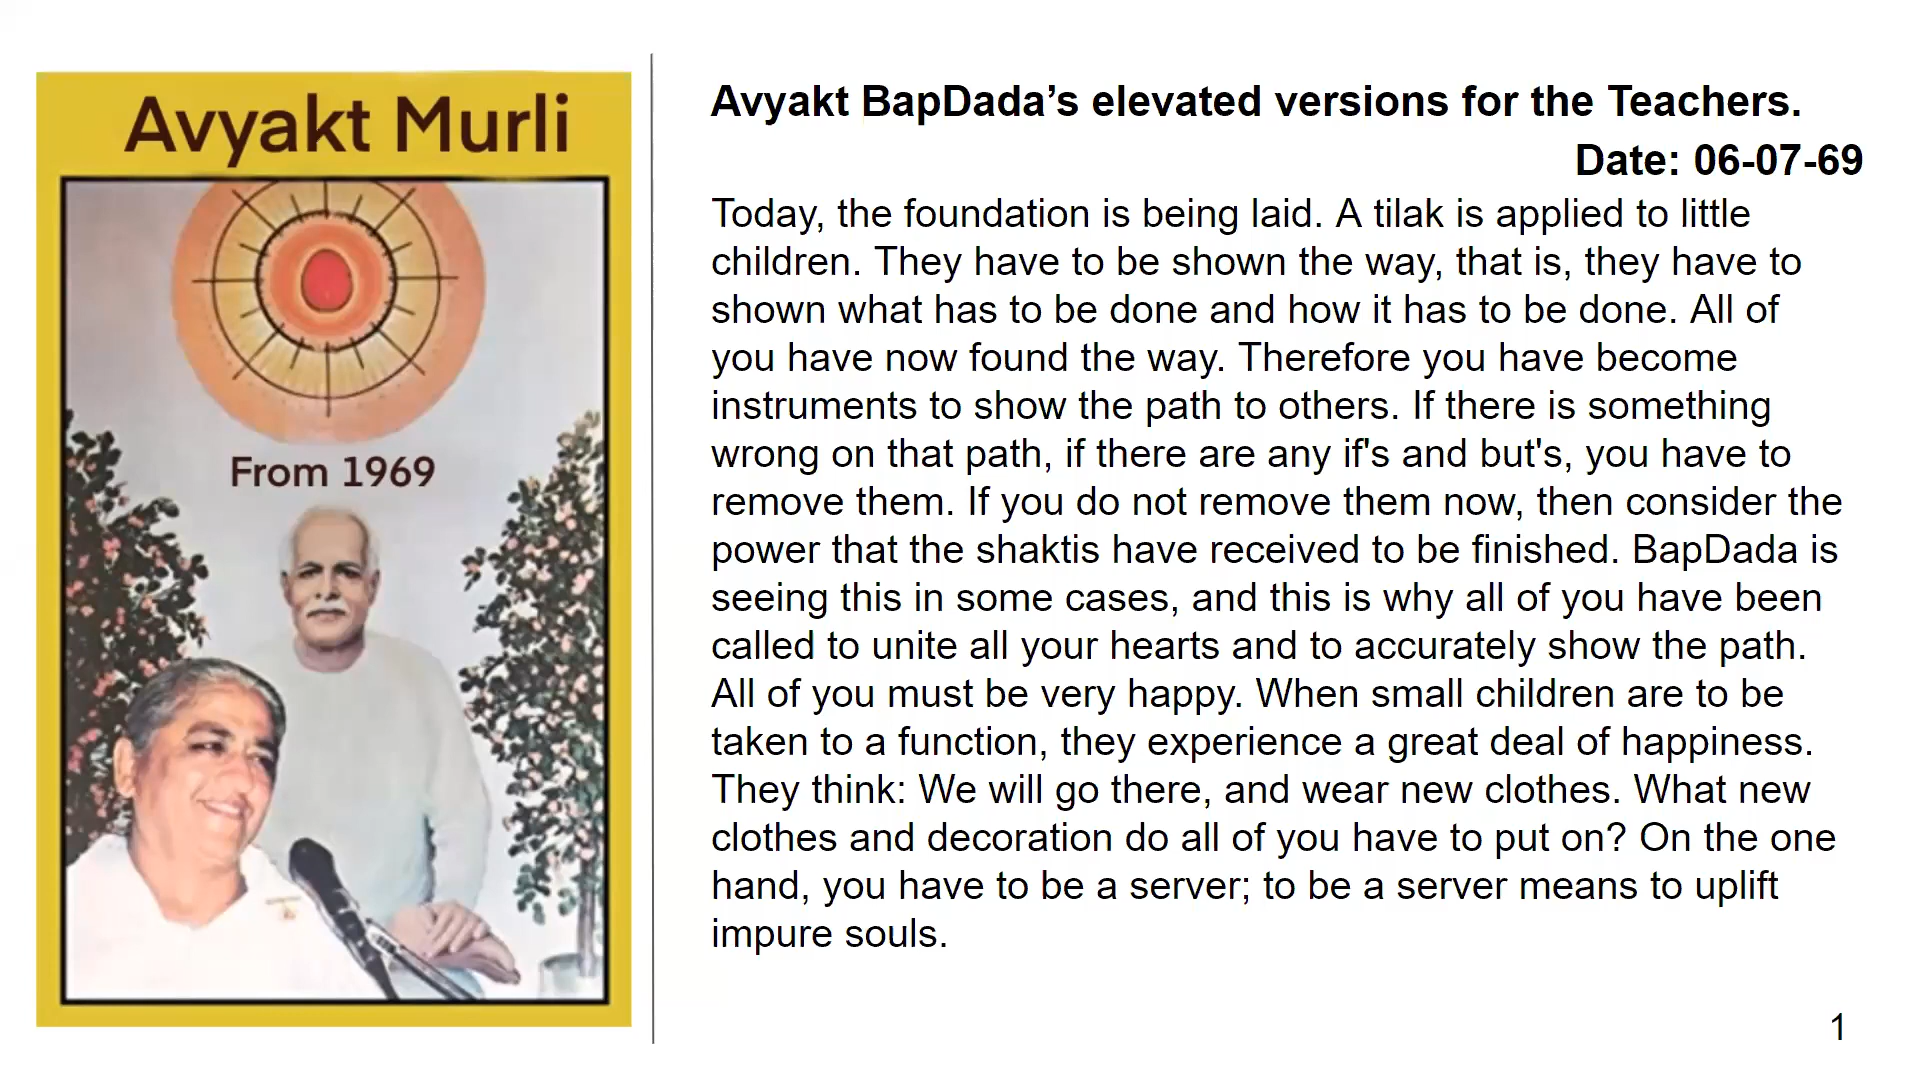 Avyakt Murli
From 1969
Avyakt BapDada’s elevated versions for the Teachers.
Date: 06-07-69
Today, the foundation is being laid. A tilak is applied to little
children. They have to be shown the way, that is, they have to
shown what has to be done and how it has to be done. All of
you have now found the way. Therefore you have become
instruments to show the path to others. If there is something
wrong on that path, if there are any if's and but's, you have to
remove them. If you do not remove them now, then consider the
power that the shaktis have received to be finished. BapDada is
seeing this in some cases, and this is why all of you have been
called to unite all your hearts and to accurately show the path.
All of you must be very happy. When small children are to be
taken to a function, they experience a great deal of happiness.
They think: We will go there, and wear new clothes. What new
clothes and decoration do all of you have to put on? On the one
hand, you have to be a server; to be a server means to uplift
impure souls.
1